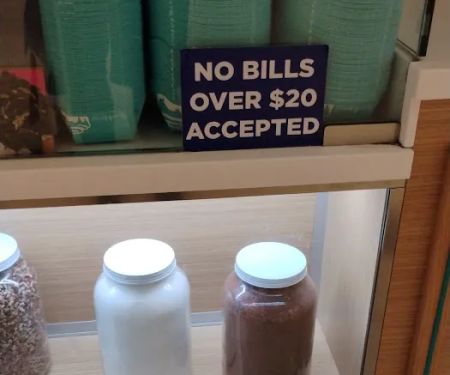 NO BILLS
OVER $20
ACCEPTED